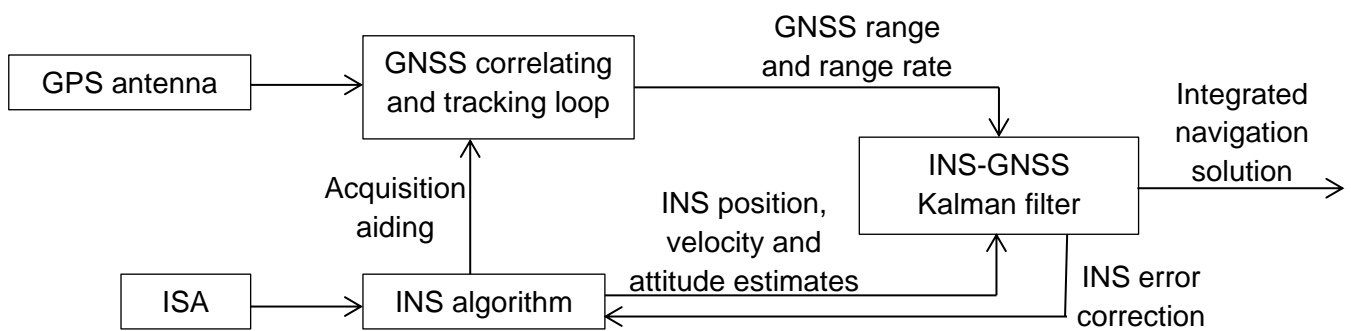 GPS antenna
GNSS correlating
and tracking loop
GNSS range
and range rate
Integrated
navigation
solution
INS-GNSS
Kalman filter
Acquisition
aiding
INS position,
velocity and
attitude estimates
ISA
INS algorithm
INS error
correction